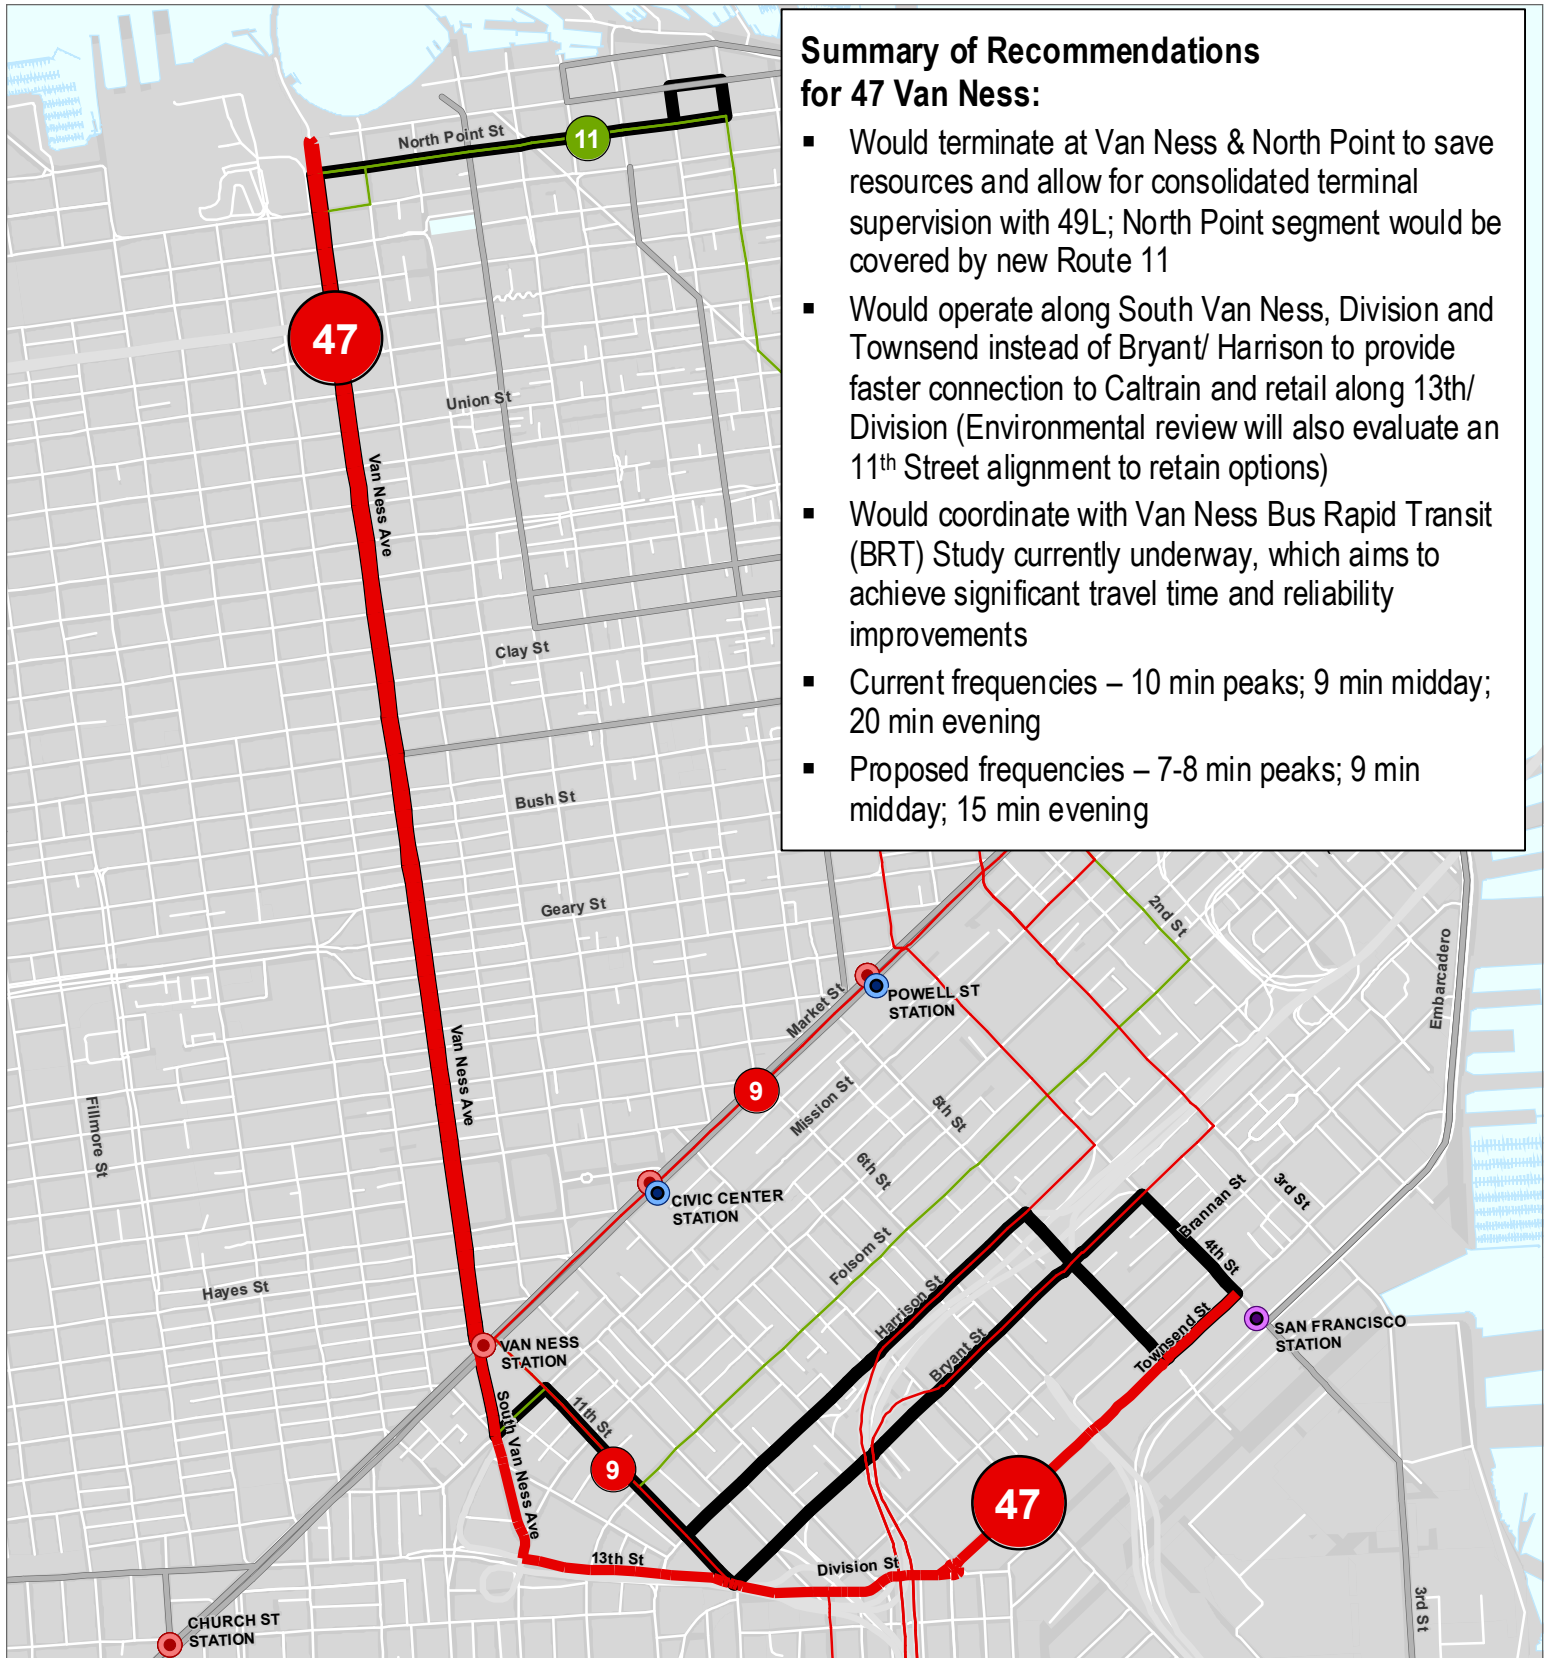 Summary of Recommendations
for 47 Van Ness:
▪ Would terminate at Van Ness & North Point to save
resources and allow for consolidated terminal
supervision with 49L; North Point segment would be
covered by new Route 11
▪ Would operate along South Van Ness, Division and
Townsend instead of Bryant/ Harrison to provide
faster connection to Caltrain and retail along 13th/
Division (Environmental review will also evaluate an
11th Street alignment to retain options)
▪ Would coordinate with Van Ness Bus Rapid Transit
(BRT) Study currently underway, which aims to
achieve significant travel time and reliability
improvements
▪ Current frequencies – 10 min peaks; 9 min midday;
20 min evening
▪ Proposed frequencies – 7-8 min peaks; 9 min
midday; 15 min evening
North Point St
11
47
Union St
Van Ness Ave
Clay St
Bush St
Geary St
2nd St
Embarcadero
Market St
POWELL ST
STATION
Van Ness Ave
9
Mission St
5th St
Fillmore St
6th St
CIVIC CENTER
STATION
3rd St
Brannan St
4th St
Folsom St
Hayes St
Harrison St
Townsend St
SAN FRANCISCO
STATION
VAN NESS
STATION
Bryant St
South Van Ness Ave
11th St
9
47
13th St
Division St
3rd St
CHURCH ST
STATION